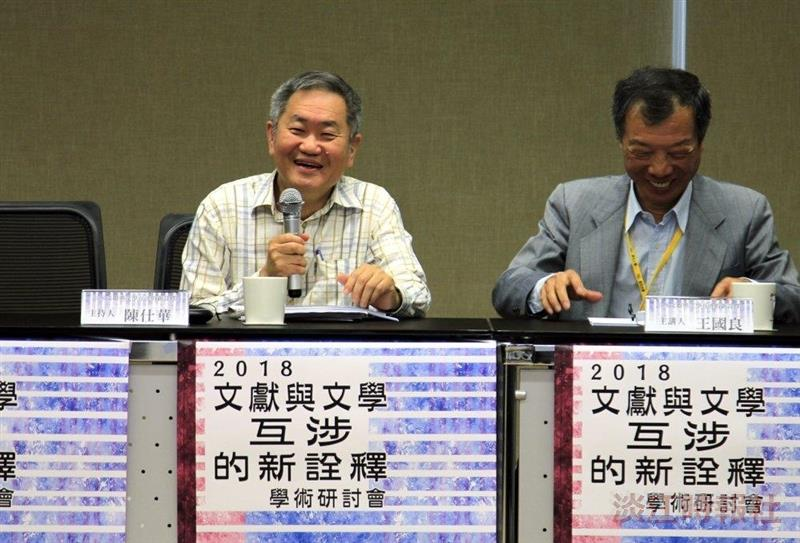 主持人 陳仕華
主講人 王國良
2018
文獻與文學
互涉
的新詮釋
學術研討會
2018
文獻與文學
互涉
的新詮釋
學術研討會
淡江時報社